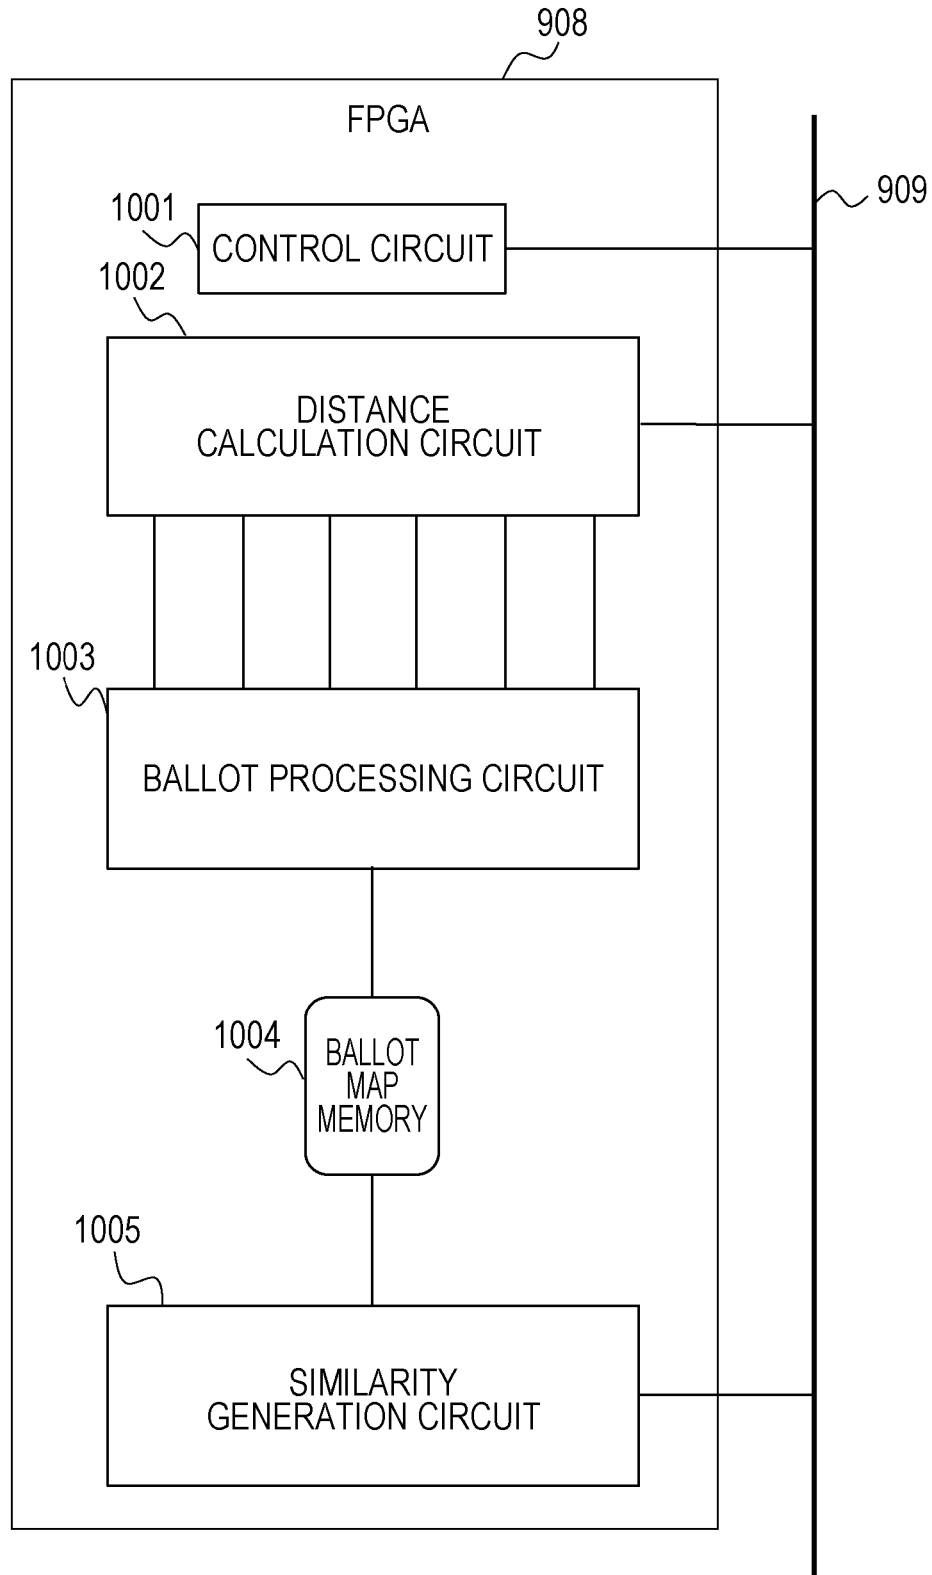 908
FPGA
909
1001
CONTROL CIRCUIT
1002
DISTANCE
CALCULATION CIRCUIT
1003
BALLOT PROCESSING CIRCUIT
1004
BALLOT
MAP
MEMORY
1005
SIMILARITY
GENERATION CIRCUIT